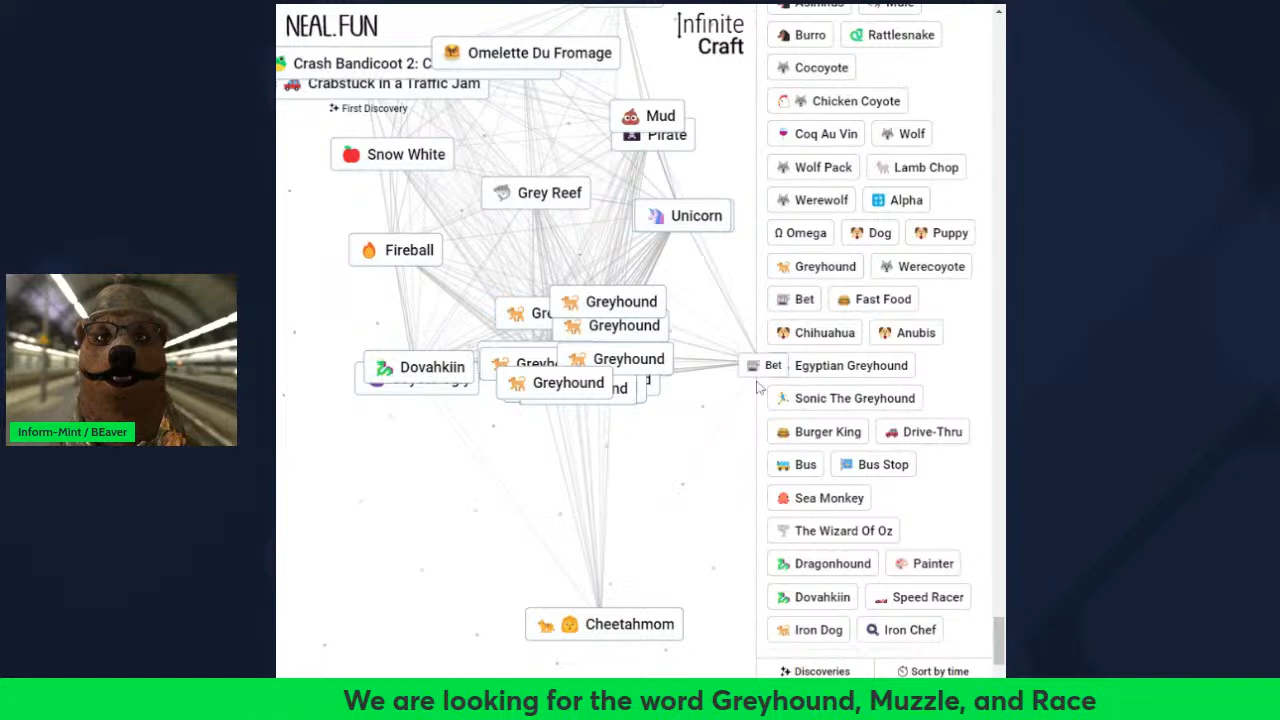 NEAL.FUN
Infinite
Craft
Omelette Du Fromage
Crash Bandicoot 2: C
Crabstuck in a Traffic Jam
First Discovery
Mud
Pirate
Snow White
Grey Reef
Unicorn
Fireball
Greyhound
Greyhound
Greyhound
Dovahkiin
Greyhound
Bet
Cheetahmom
Burro
Rattlesnake
Cocoyote
Chicken Coyote
Coq Au Vin
Wolf
Wolf Pack
Lamb Chop
Werewolf
Alpha
Ω Omega
Dog
Puppy
Greyhound
Werecoyote
Bet
Fast Food
Chihuahua
Anubis
Egyptian Greyhound
Sonic The Greyhound
Burger King
Drive-Thru
Bus
Bus Stop
Sea Monkey
The Wizard Of Oz
Dragonhound
Painter
Dovahkiin
Speed Racer
Iron Dog
Iron Chef
Discoveries
Sort by time
Inform-Mint / BEaver
We are looking for the word Greyhound, Muzzle, and Race